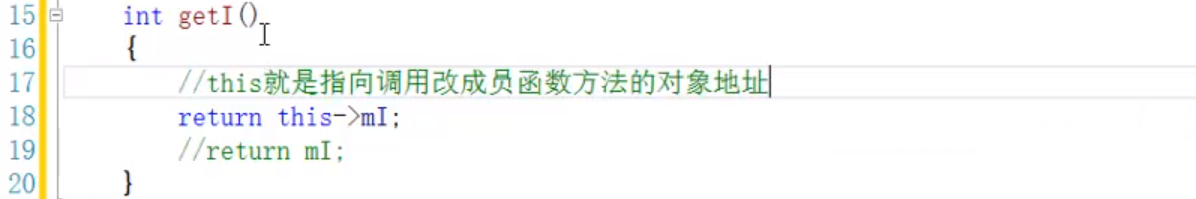 15 int getI()
16 {
17 //this就是指向调用改成员函数方法的对象地址
18 return this->mI;
19 //return mI;
20 }